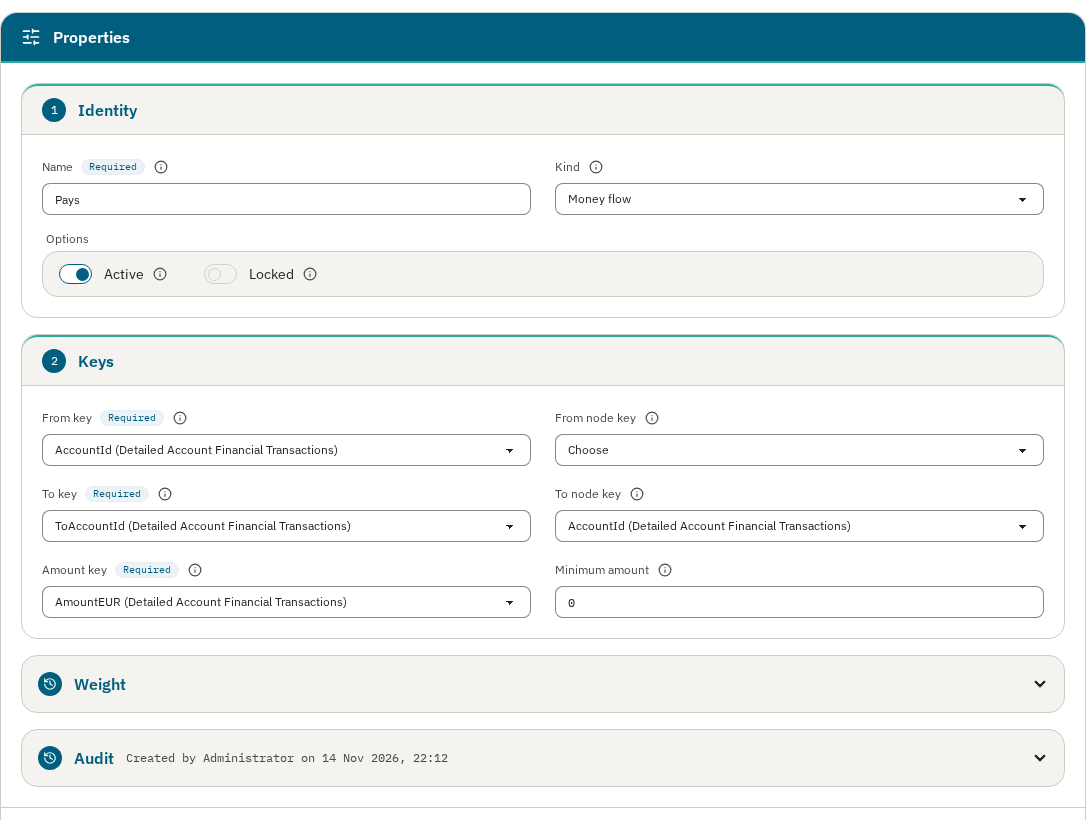 Properties
1 Identity
Name Required
Kind
Pays
Money flow
Options
Active
Locked
2 Keys
From key Required
From node key
AccountId (Detailed Account Financial Transactions)
Choose
To key Required
To node key
ToAccountId (Detailed Account Financial Transactions)
AccountId (Detailed Account Financial Transactions)
Amount key Required
Minimum amount
AmountEUR (Detailed Account Financial Transactions)
0
Weight
Audit Created by Administrator on 14 Nov 2026, 22:12